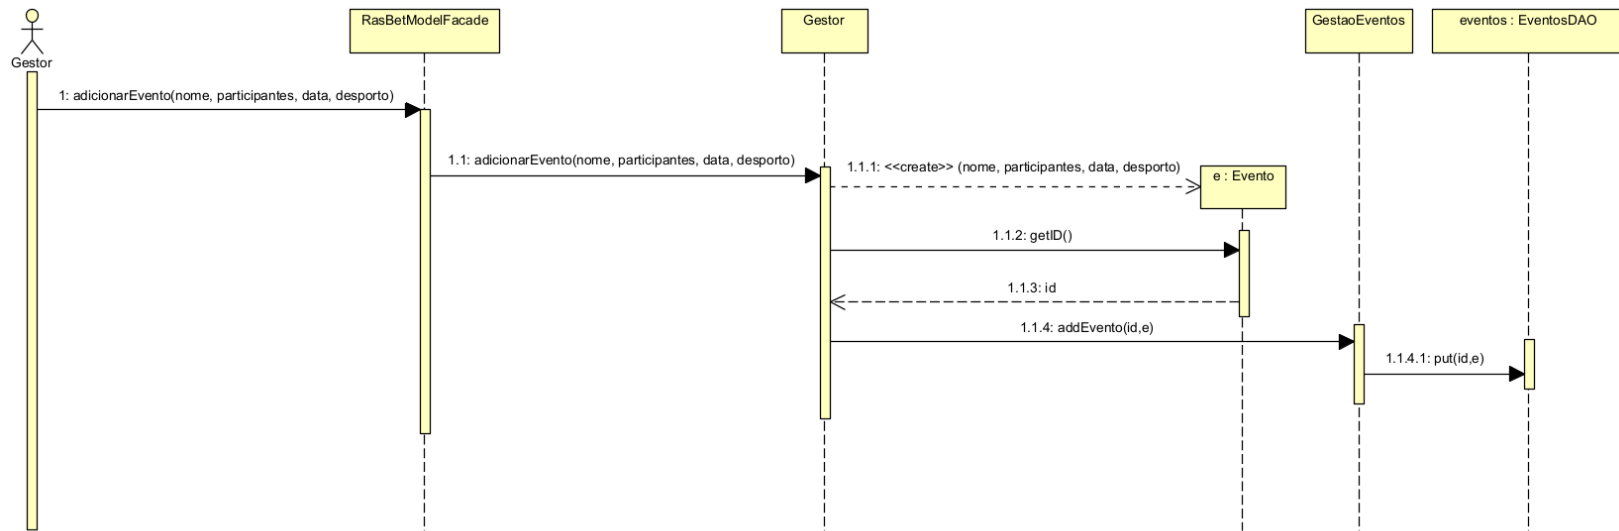 RasBetModelFacade
Gestor
GestaoEventos
eventos : EventosDAO
Gestor
1: adicionarEvento(nome, participantes, data, desporto)
1.1: adicionarEvento(nome, participantes, data, desporto)
1.1.1: <<create>> (nome, participantes, data, desporto)
e : Evento
1.1.2: getID()
1.1.3: id
1.1.4: addEvento(id,e)
1.1.4.1: put(id,e)